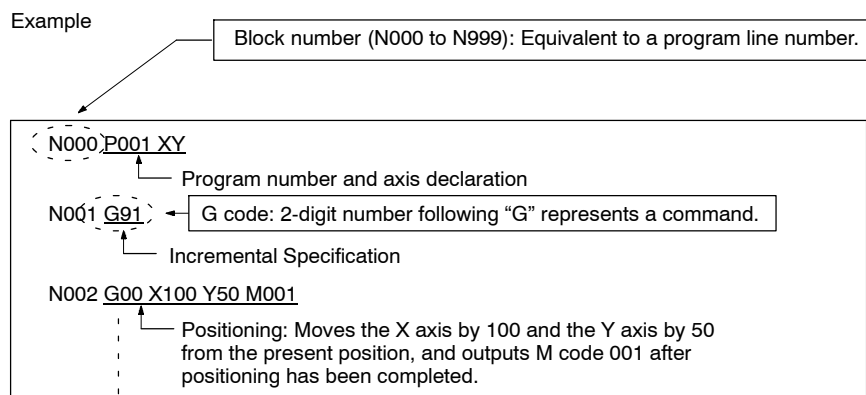 Example
Block number (N000 to N999): Equivalent to a program line number.
N000 P001 XY
Program number and axis declaration
N001 G91
G code: 2-digit number following “G” represents a command.
Incremental Specification
N002 G00 X100 Y50 M001
Positioning: Moves the X axis by 100 and the Y axis by 50
from the present position, and outputs M code 001 after
positioning has been completed.